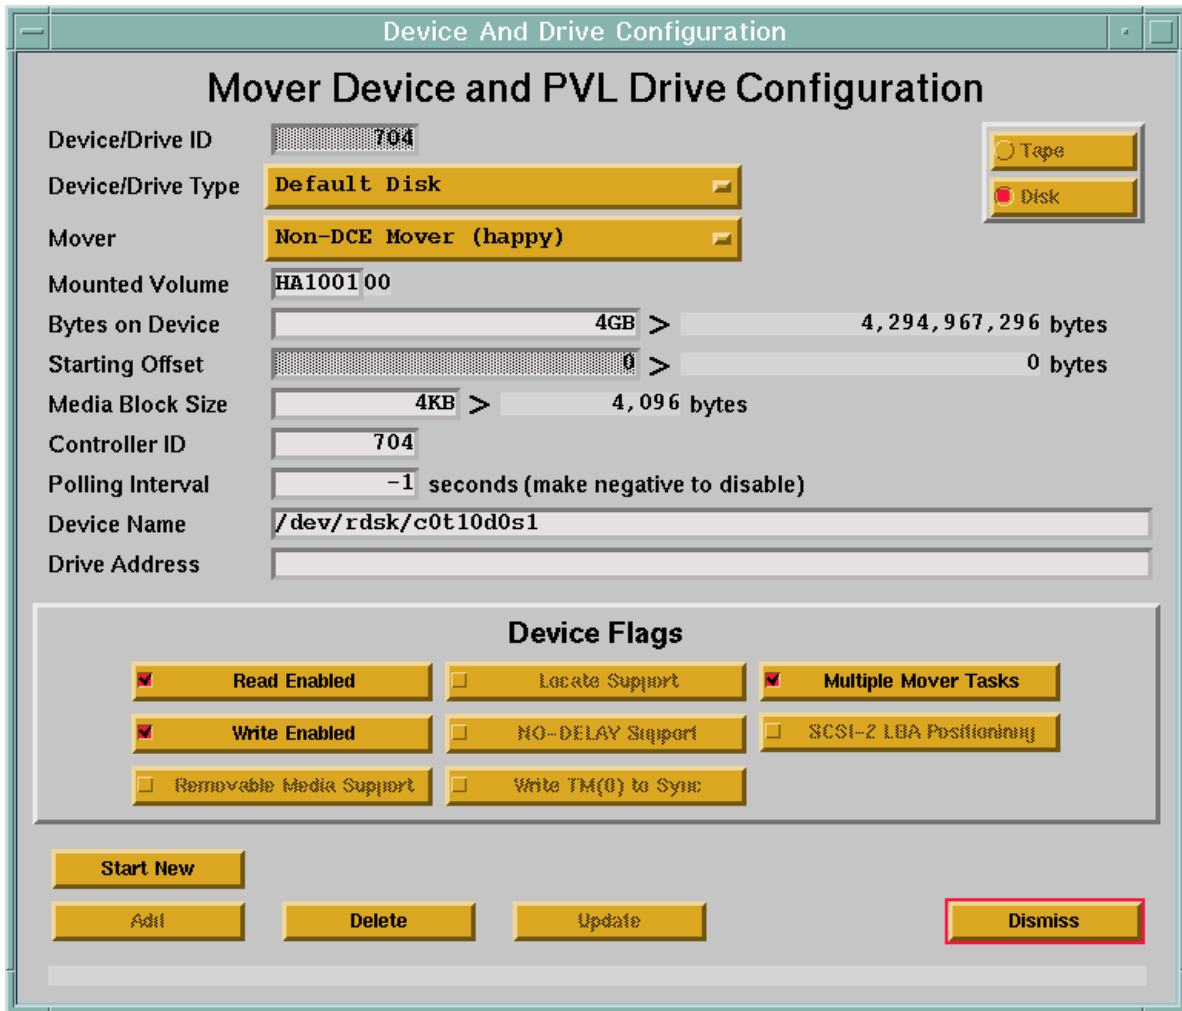 Device And Drive Configuration
Mover Device and PVL Drive Configuration
Device/Drive ID 704
Tape
Device/Drive Type Default Disk
Disk
Mover Non-DCE Mover (happy)
Mounted Volume HA1001 00
Bytes on Device 4GB > 4,294,967,296 bytes
Starting Offset 0 > 0 bytes
Media Block Size 4KB > 4,096 bytes
Controller ID 704
Polling Interval -1 seconds (make negative to disable)
Device Name /dev/rdsk/c0t10d0s1
Drive Address
Device Flags
Read Enabled Locate Support Multiple Mover Tasks
Write Enabled NO-DELAY Support SCSI-2 LBA Positioning
Removable Media Support Write TM(0) to Sync
Start New
Add Delete Update Dismiss